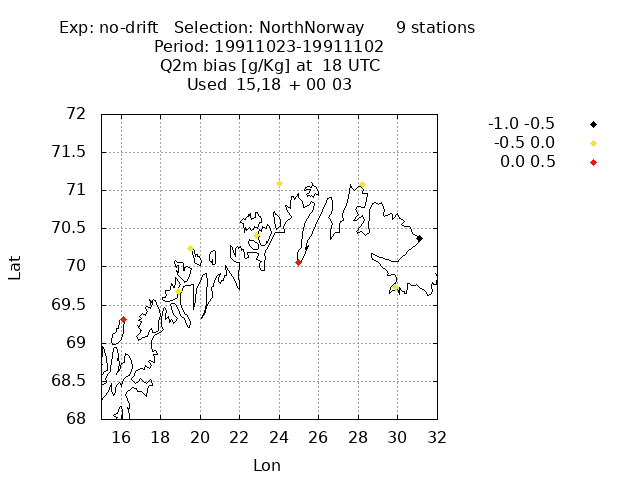 Exp: no-drift Selection: NorthNorway 9 stations
Period: 19911023-19911102
Q2m bias [g/Kg] at 18 UTC
Used 15,18 + 00 03
-1.0 -0.5
-0.5 0.0
0.0 0.5
72
71.5
71
70.5
70
69.5
69
68.5
68
Lat
16 18 20 22 24 26 28 30 32
Lon